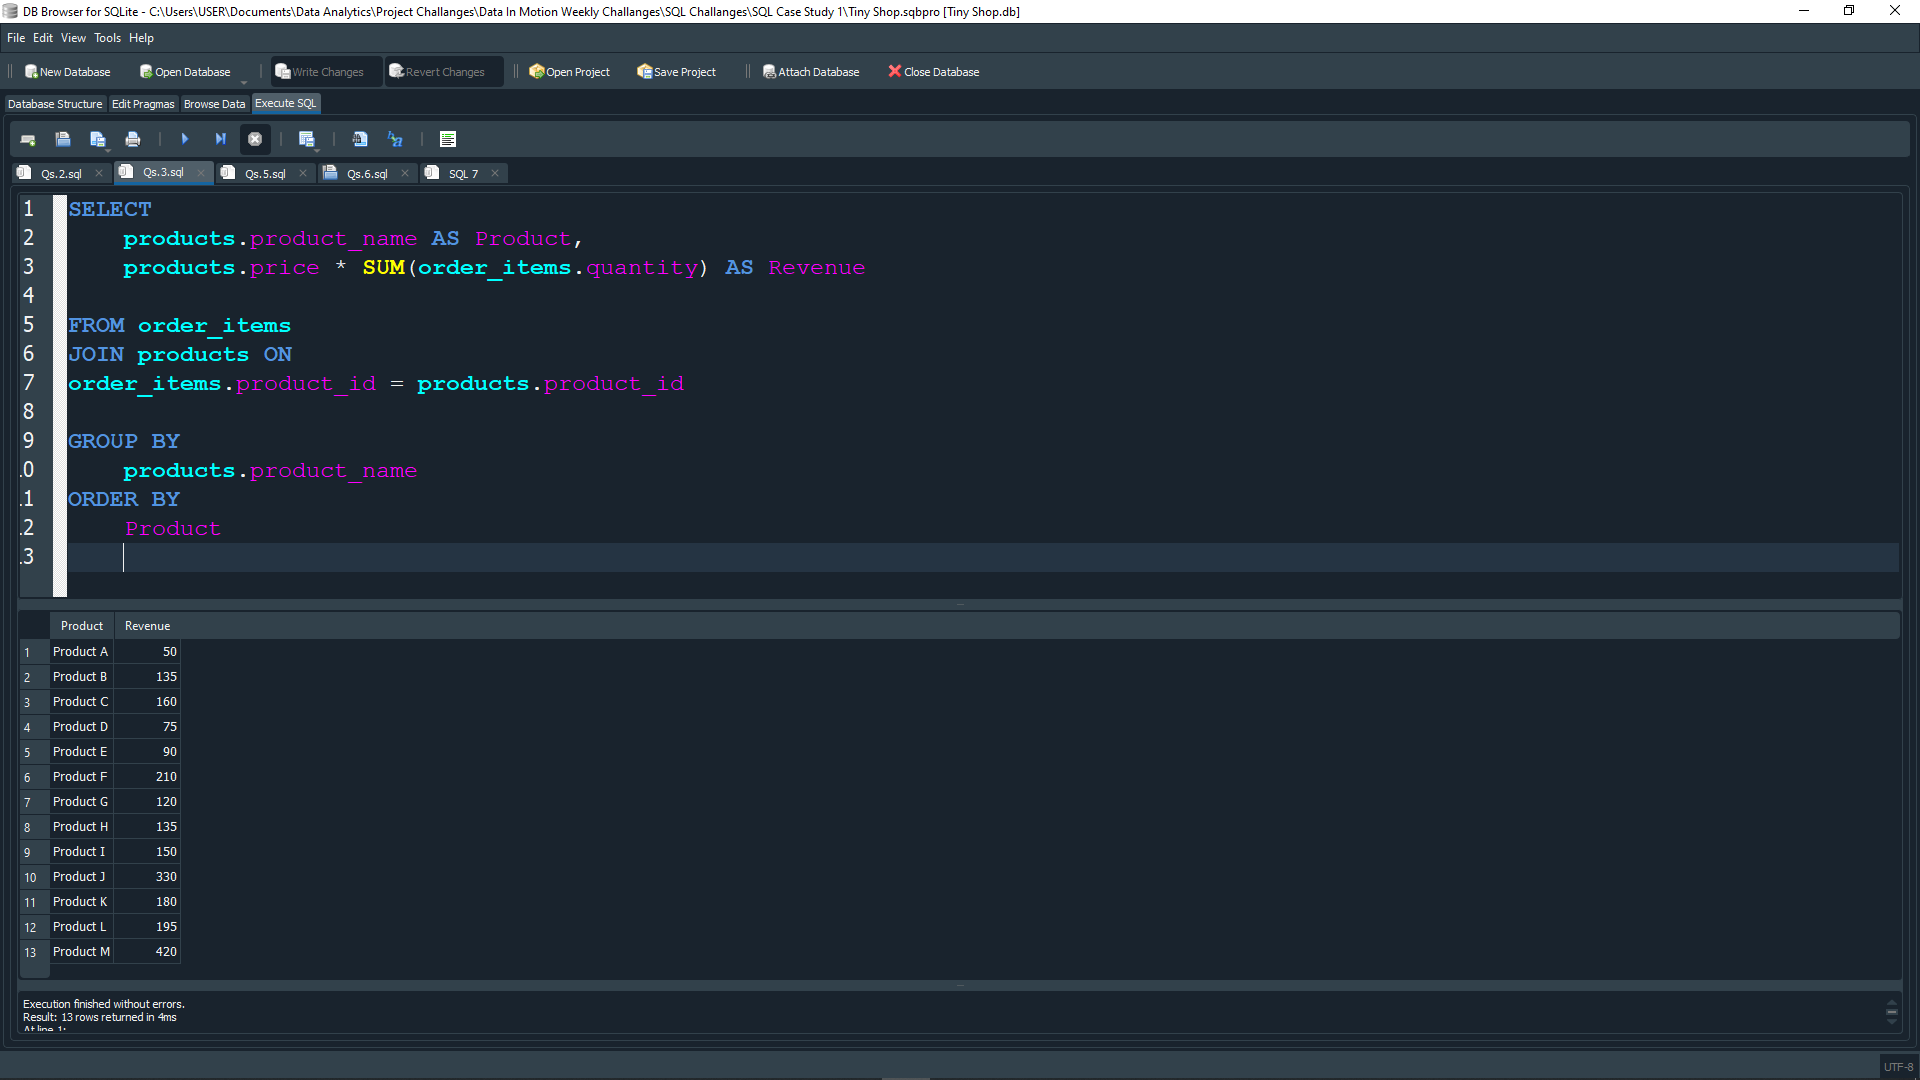 DB Browser for SQLite - C:\Users\USER\Documents\Data Analytics\Project Challanges\Data In Motion Weekly Challanges\SQL Challanges\SQL Case Study 1\Tiny Shop.sqbpro [Tiny Shop.db]
File Edit View Tools Help
New Database Open Database Write Changes Revert Changes Open Project Save Project Attach Database Close Database
Database Structure Edit Pragmas Browse Data Execute SQL
Qs.2.sql Qs.3.sql Qs.5.sql Qs.6.sql SQL 7
1 SELECT
2 products.product_name AS Product,
3 products.price * SUM(order_items.quantity) AS Revenue
4
5 FROM order_items
6 JOIN products ON
7 order_items.product_id = products.product_id
8
9 GROUP BY
10 products.product_name
11 ORDER BY
12 Product
13
Product Revenue
1 Product A 50
2 Product B 135
3 Product C 160
4 Product D 75
5 Product E 90
6 Product F 210
7 Product G 120
8 Product H 135
9 Product I 150
10 Product J 330
11 Product K 180
12 Product L 195
13 Product M 420
Execution finished without errors.
Result: 13 rows returned in 4ms
At line 1:
UTF-8